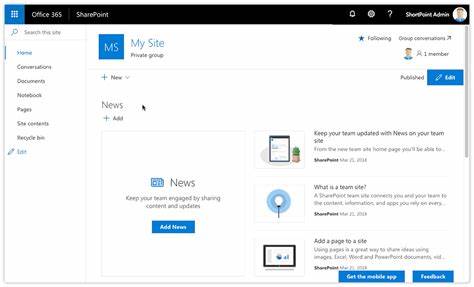 Office 365
SharePoint
ShortPoint Admin
Search this site
Home
Conversations
Documents
Notebook
Pages
Site contents
Recycle bin
Edit
MS
My Site
Private group
Following
Group conversations
1 member
+ New
Published
Edit
News
+ Add
News
Keep your team engaged by sharing
content and updates
Add News
Keep your team updated with News on your team
site
From the new team site home page you'll be able to...
SharePoint Mar 21, 2018
What is a team site?
A SharePoint team site connects you and your team to
the content, information, and apps you rely on every...
SharePoint Mar 21, 2018
Add a page to a site
Using pages is a great way to share ideas using
images, Excel, Word and PowerPoint documents, vid...
SharePoint Mar 21, 2018
Get the mobile app
Feedback